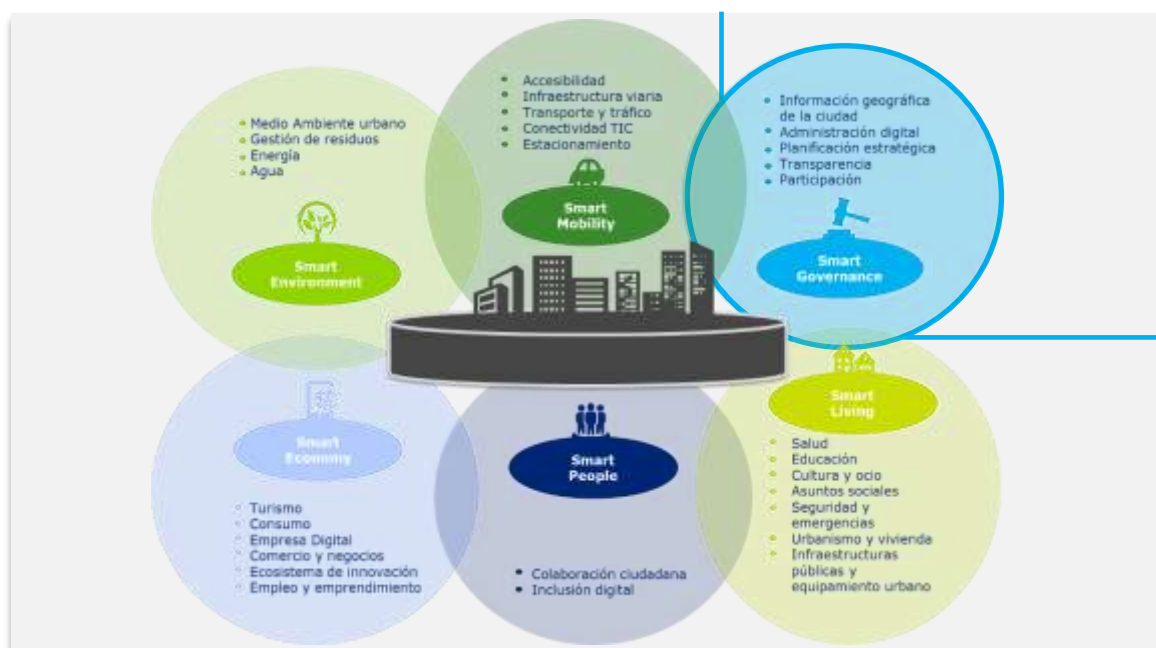 • Medio Ambiente urbano
• Gestión de residuos
• Energía
• Agua
Smart
Environment
• Accesibilidad
• Infraestructura viaria
• Transporte y tráfico
• Conectividad TIC
• Estacionamiento
Smart
Mobility
• Información geográfica
de la ciudad
• Administración digital
• Planificación estratégica
• Transparencia
• Participación
Smart
Governance
Smart
Economy
• Turismo
• Consumo
• Empresa Digital
• Comercio y negocios
• Ecosistema de innovación
• Empleo y emprendimiento
Smart
People
• Colaboración ciudadana
• Inclusión digital
Smart
Living
• Salud
• Educación
• Cultura y ocio
• Asuntos sociales
• Seguridad y
emergencias
• Urbanismo y vivienda
• Infraestructuras
públicas y
equipamiento urbano